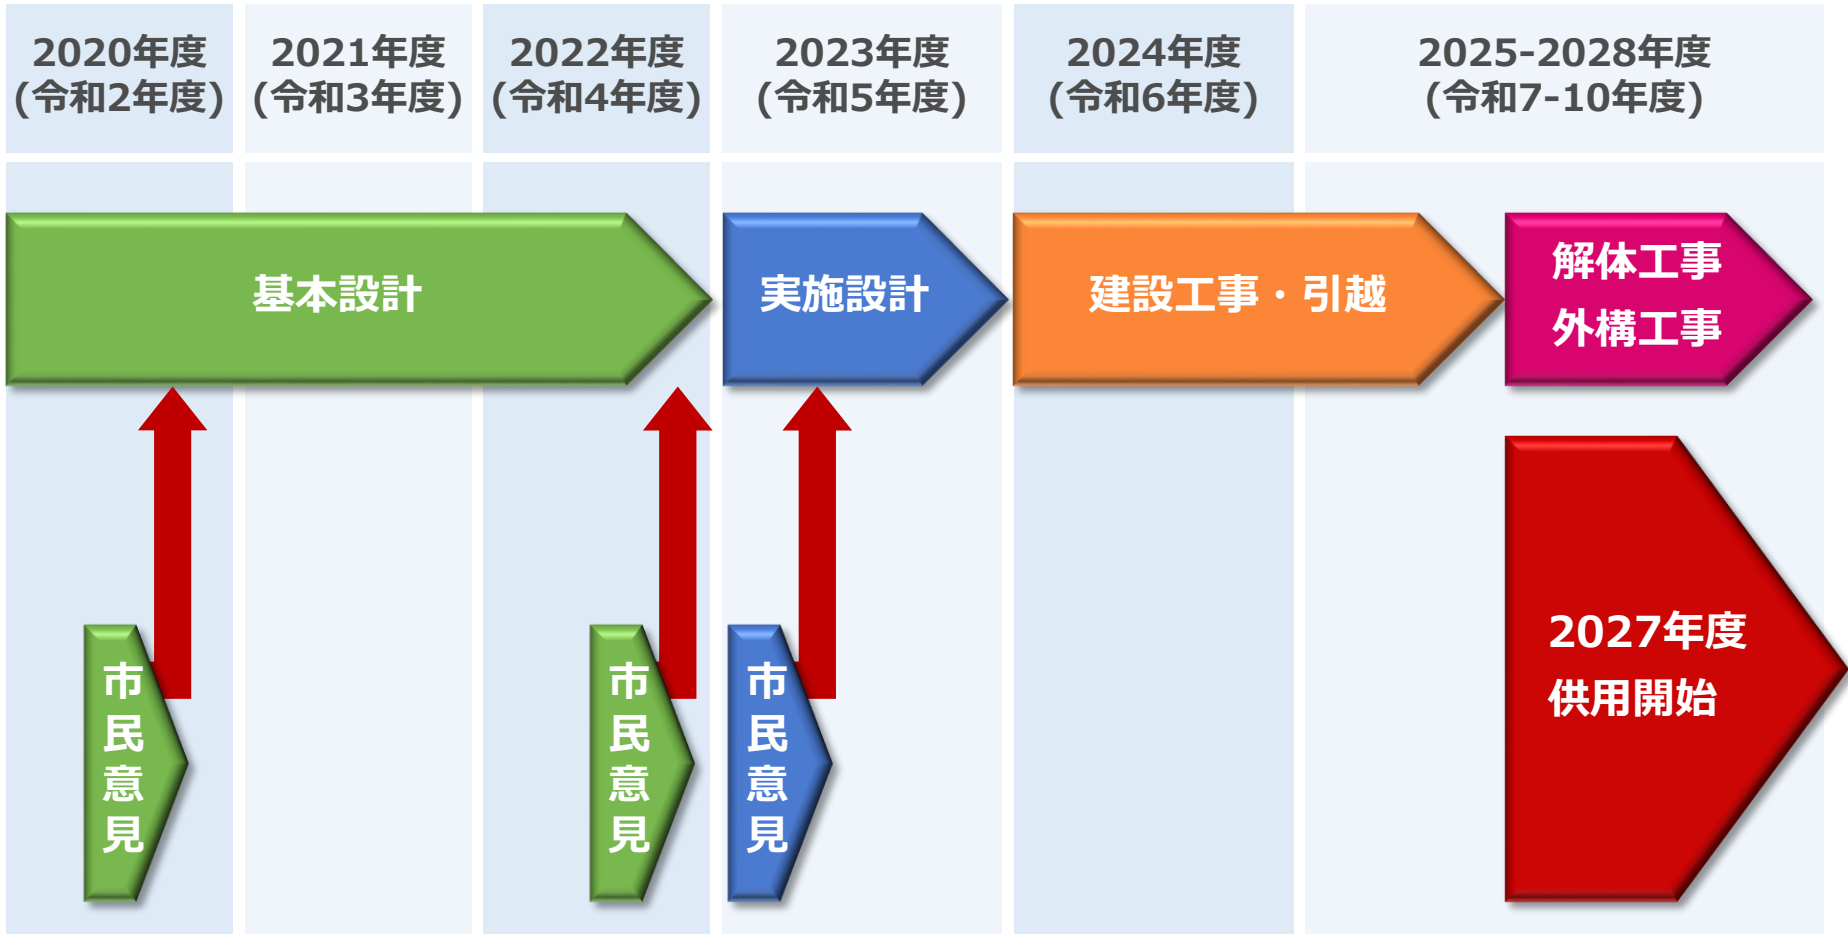 2020年度
(令和2年度)
2021年度
(令和3年度)
2022年度
(令和4年度)
2023年度
(令和5年度)
2024年度
(令和6年度)
2025-2028年度
(令和7-10年度)
基本設計
実施設計
建設工事・引越
解体工事
外構工事
市民意見
市民意見
市民意見
2027年度
供用開始